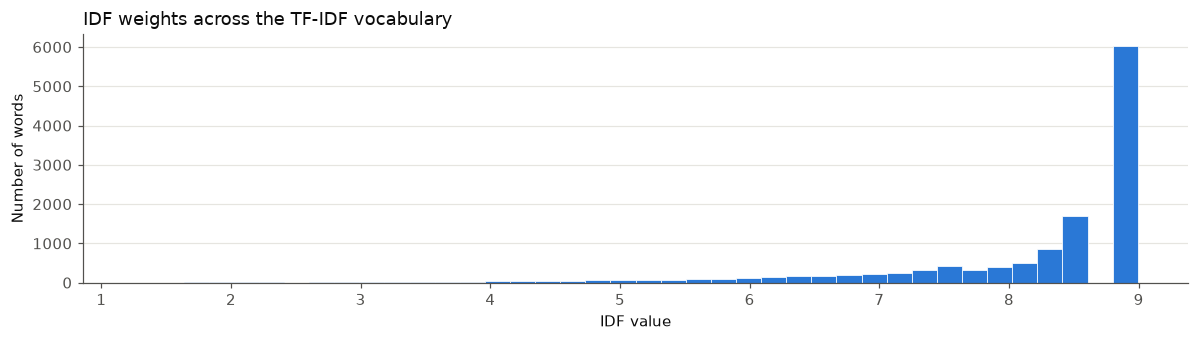 IDF weights across the TF-IDF vocabulary
Number of words
6000
5000
4000
3000
2000
1000
0
1 2 3 4 5 6 7 8 9
IDF value